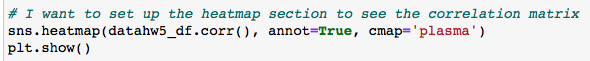 # I want to set up the heatmap section to see the correlation matrix
sns.heatmap(datahw5_df.corr(), annot=True, cmap='plasma')
plt.show()